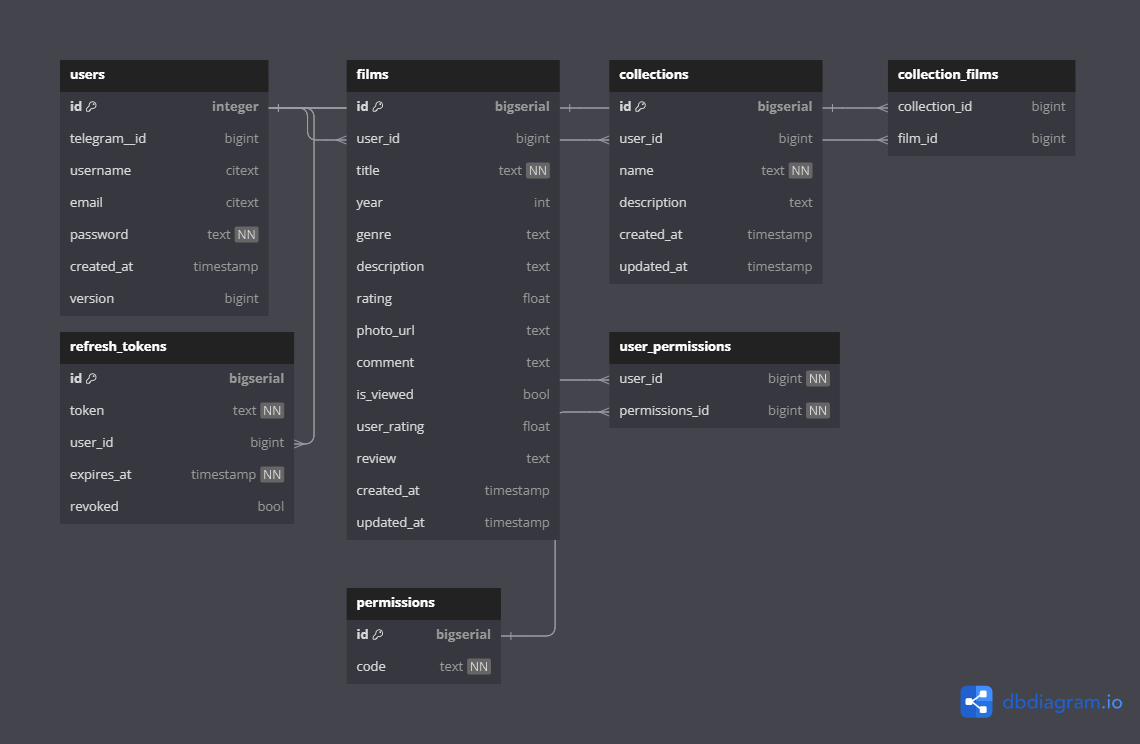 users
id integer
telegram__id bigint
username citext
email citext
password text NN
created_at timestamp
version bigint
refresh_tokens
id bigserial
token text NN
user_id bigint
expires_at timestamp NN
revoked bool
films
id bigserial
user_id bigint
title text NN
year int
genre text
description text
rating float
photo_url text
comment text
is_viewed bool
user_rating float
review text
created_at timestamp
updated_at timestamp
permissions
id bigserial
code text NN
collections
id bigserial
user_id bigint
name text NN
description text
created_at timestamp
updated_at timestamp
user_permissions
user_id bigint NN
permissions_id bigint NN
collection_films
collection_id bigint
film_id bigint
dbdiagram.io